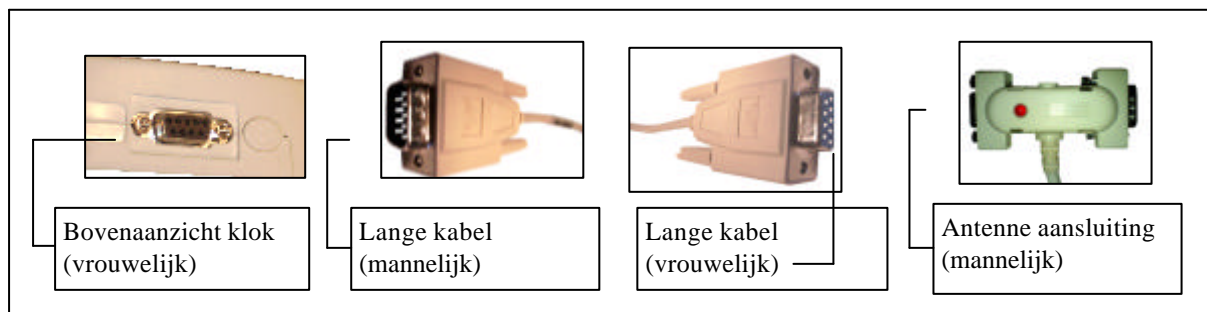 Bovenaanzicht klok
(vrouwelijk)
Lange kabel
(mannelijk)
Lange kabel
(vrouwelijk)
Antenne aansluiting
(mannelijk)